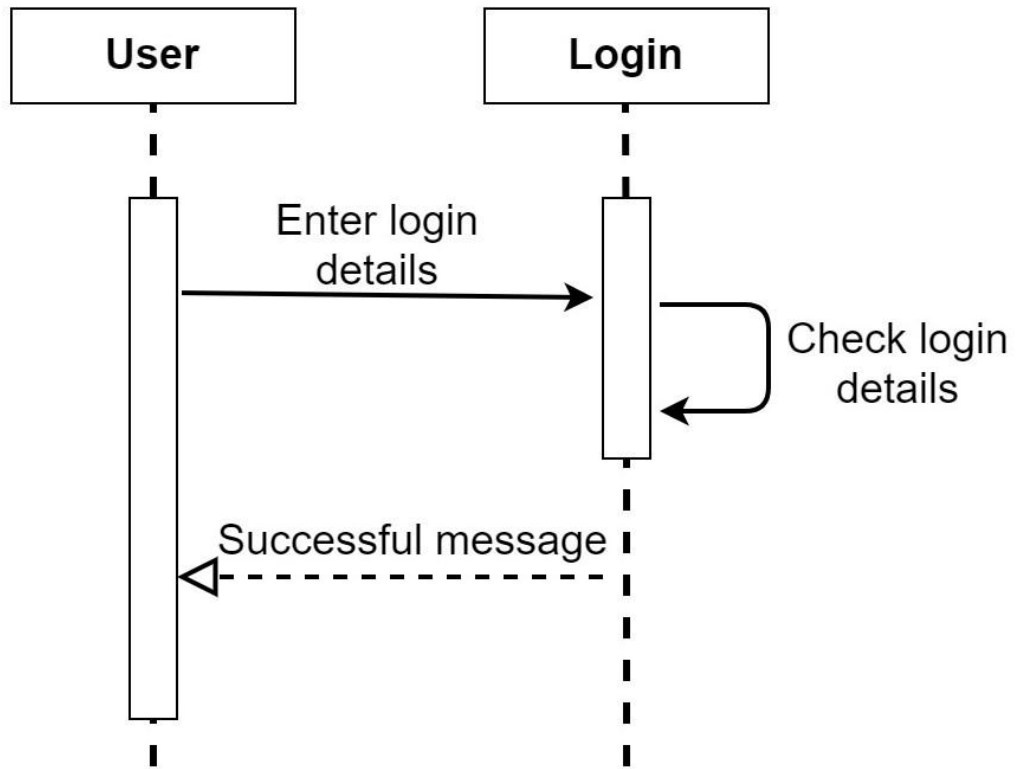 User
Login
Enter login
details
Check login
details
Successful message